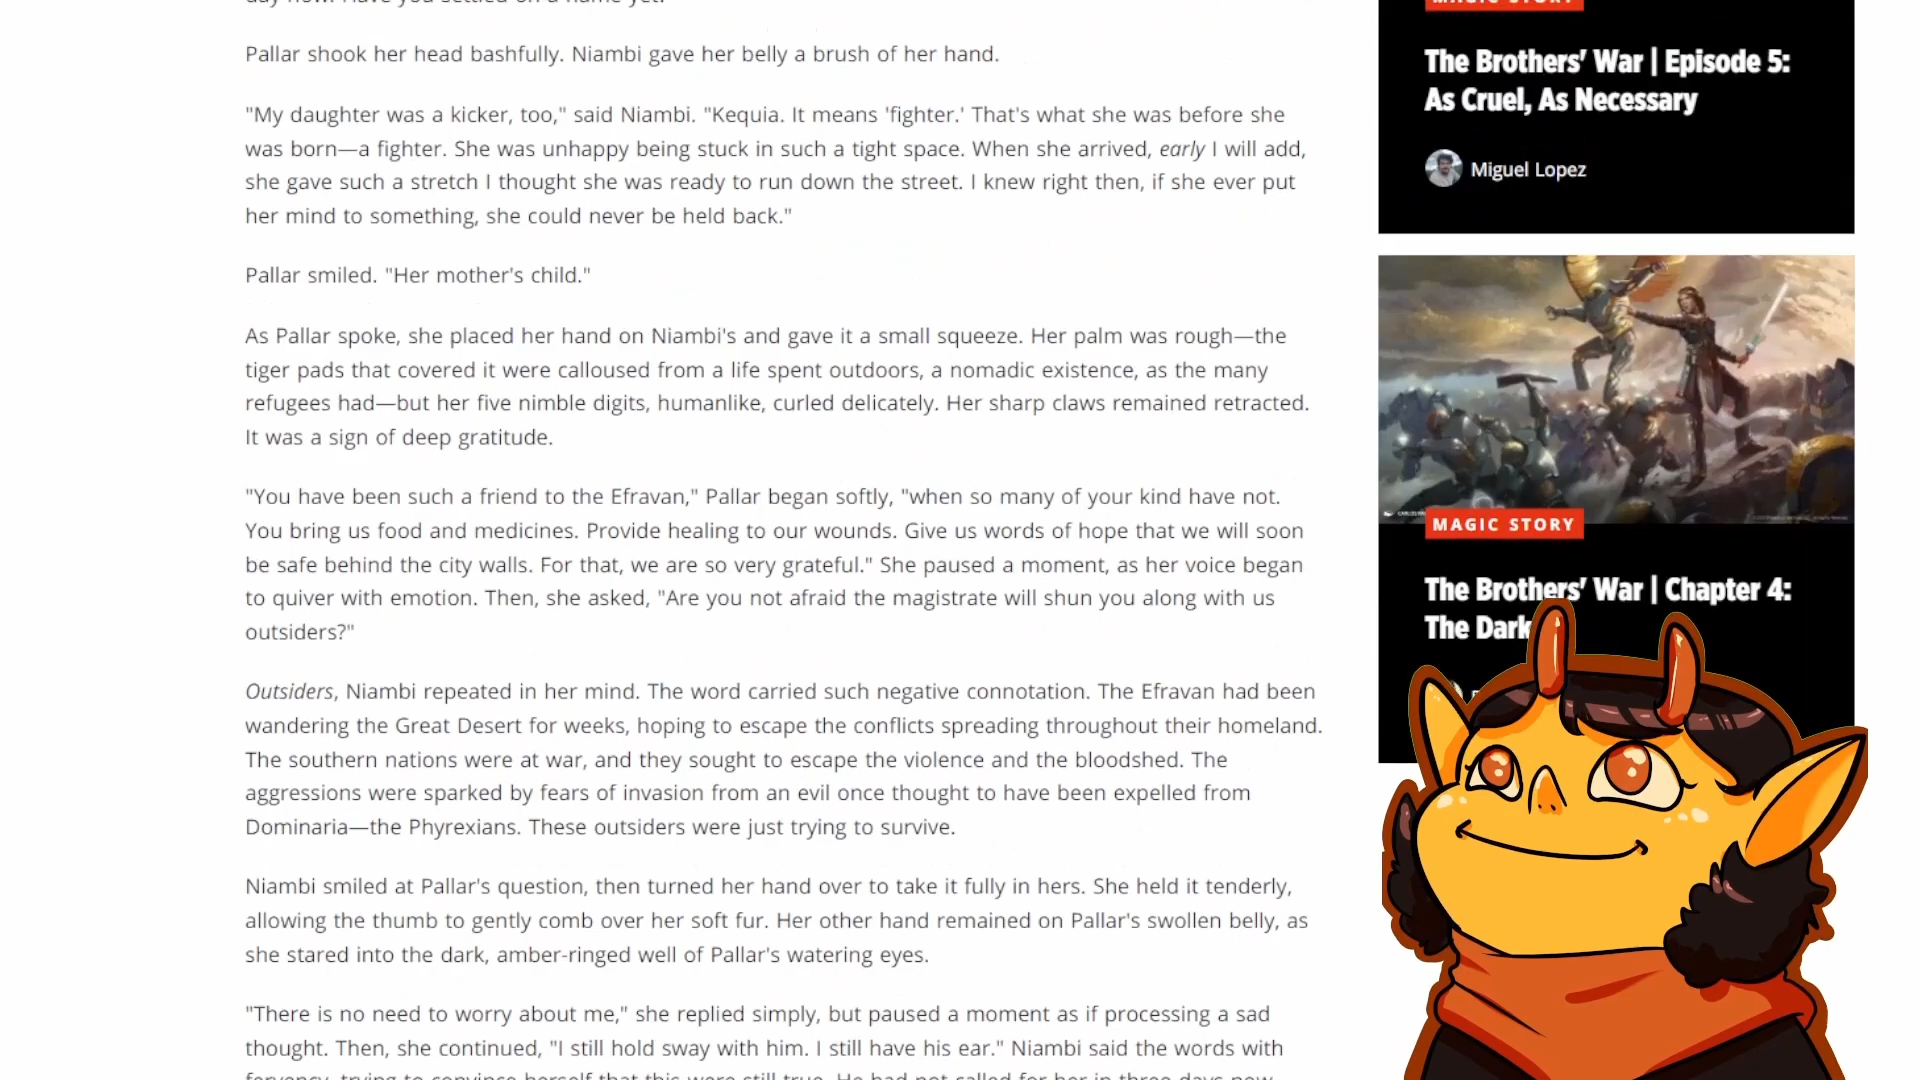 Pallar shook her head bashfully. Niambi gave her belly a brush of her hand.
"My daughter was a kicker, too," said Niambi. "Kequia. It means 'fighter.' That's what she was before she
was born—a fighter. She was unhappy being stuck in such a tight space. When she arrived, early I will add,
she gave such a stretch I thought she was ready to run down the street. I knew right then, if she ever put
her mind to something, she could never be held back."
Pallar smiled. "Her mother's child."
As Pallar spoke, she placed her hand on Niambi's and gave it a small squeeze. Her palm was rough—the
tiger pads that covered it were calloused from a life spent outdoors, a nomadic existence, as the many
refugees had—but her five nimble digits, humanlike, curled delicately. Her sharp claws remained retracted.
It was a sign of deep gratitude.
"You have been such a friend to the Efravan," Pallar began softly, "when so many of your kind have not.
You bring us food and medicines. Provide healing to our wounds. Give us words of hope that we will soon
be safe behind the city walls. For that, we are so very grateful." She paused a moment, as her voice began
to quiver with emotion. Then, she asked, "Are you not afraid the magistrate will shun you along with us
outsiders?"
Outsiders, Niambi repeated in her mind. The word carried such negative connotation. The Efravan had been
wandering the Great Desert for weeks, hoping to escape the conflicts spreading throughout their homeland.
The southern nations were at war, and they sought to escape the violence and the bloodshed. The
aggressions were sparked by fears of invasion from an evil once thought to have been expelled from
Dominaria—the Phyrexians. These outsiders were just trying to survive.
Niambi smiled at Pallar's question, then turned her hand over to take it fully in hers. She held it tenderly,
allowing the thumb to gently comb over her soft fur. Her other hand remained on Pallar's swollen belly, as
she stared into the dark, amber-ringed well of Pallar's watering eyes.
"There is no need to worry about me," she replied simply, but paused a moment as if processing a sad
thought. Then, she continued, "I still hold sway with him. I still have his ear." Niambi said the words with
MAGIC STORY
The Brothers' War | Episode 5:
As Cruel, As Necessary
Miguel Lopez
MAGIC STORY
The Brothers' War | Chapter 4:
The Dark